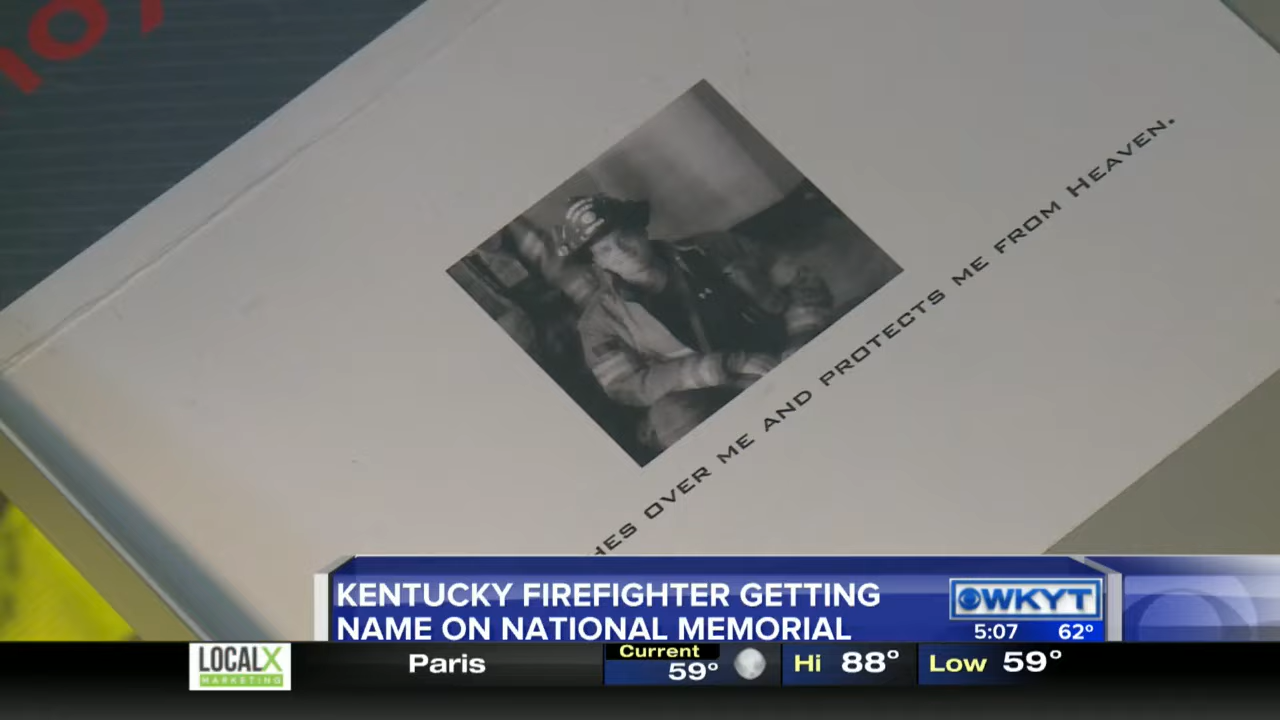 HES OVER ME AND PROTECTS ME FROM HEAVEN.
KENTUCKY FIREFIGHTER GETTING
NAME ON NATIONAL MEMORIAL
WKYT
5:07 62°
LOCALX
MARKETING
Paris
Current
59°
Hi 88°
Low 59°